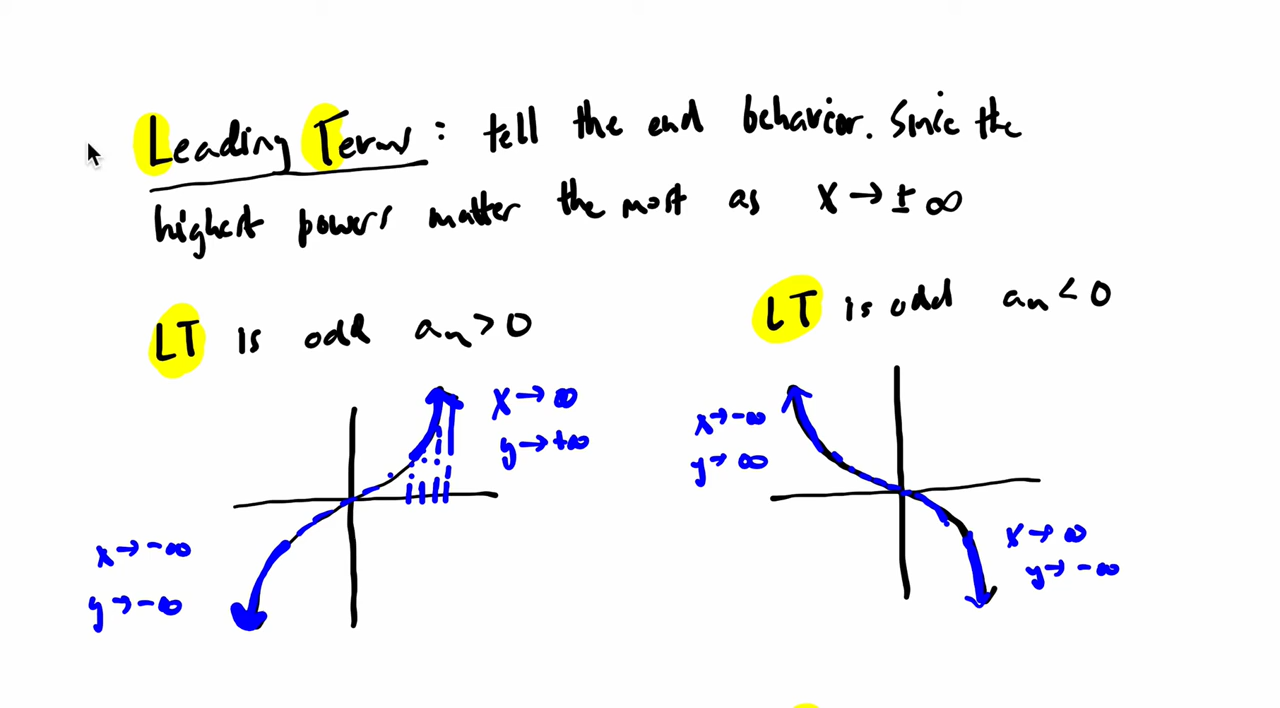 Leading Terms: tell the end behavior. Since the
highest powers matter the most as x → ± ∞
LT is odd aₙ > 0
LT is odd aₙ < 0
x → ∞
y → +∞
x → -∞
y → -∞
x → -∞
y → ∞
x → ∞
y → -∞